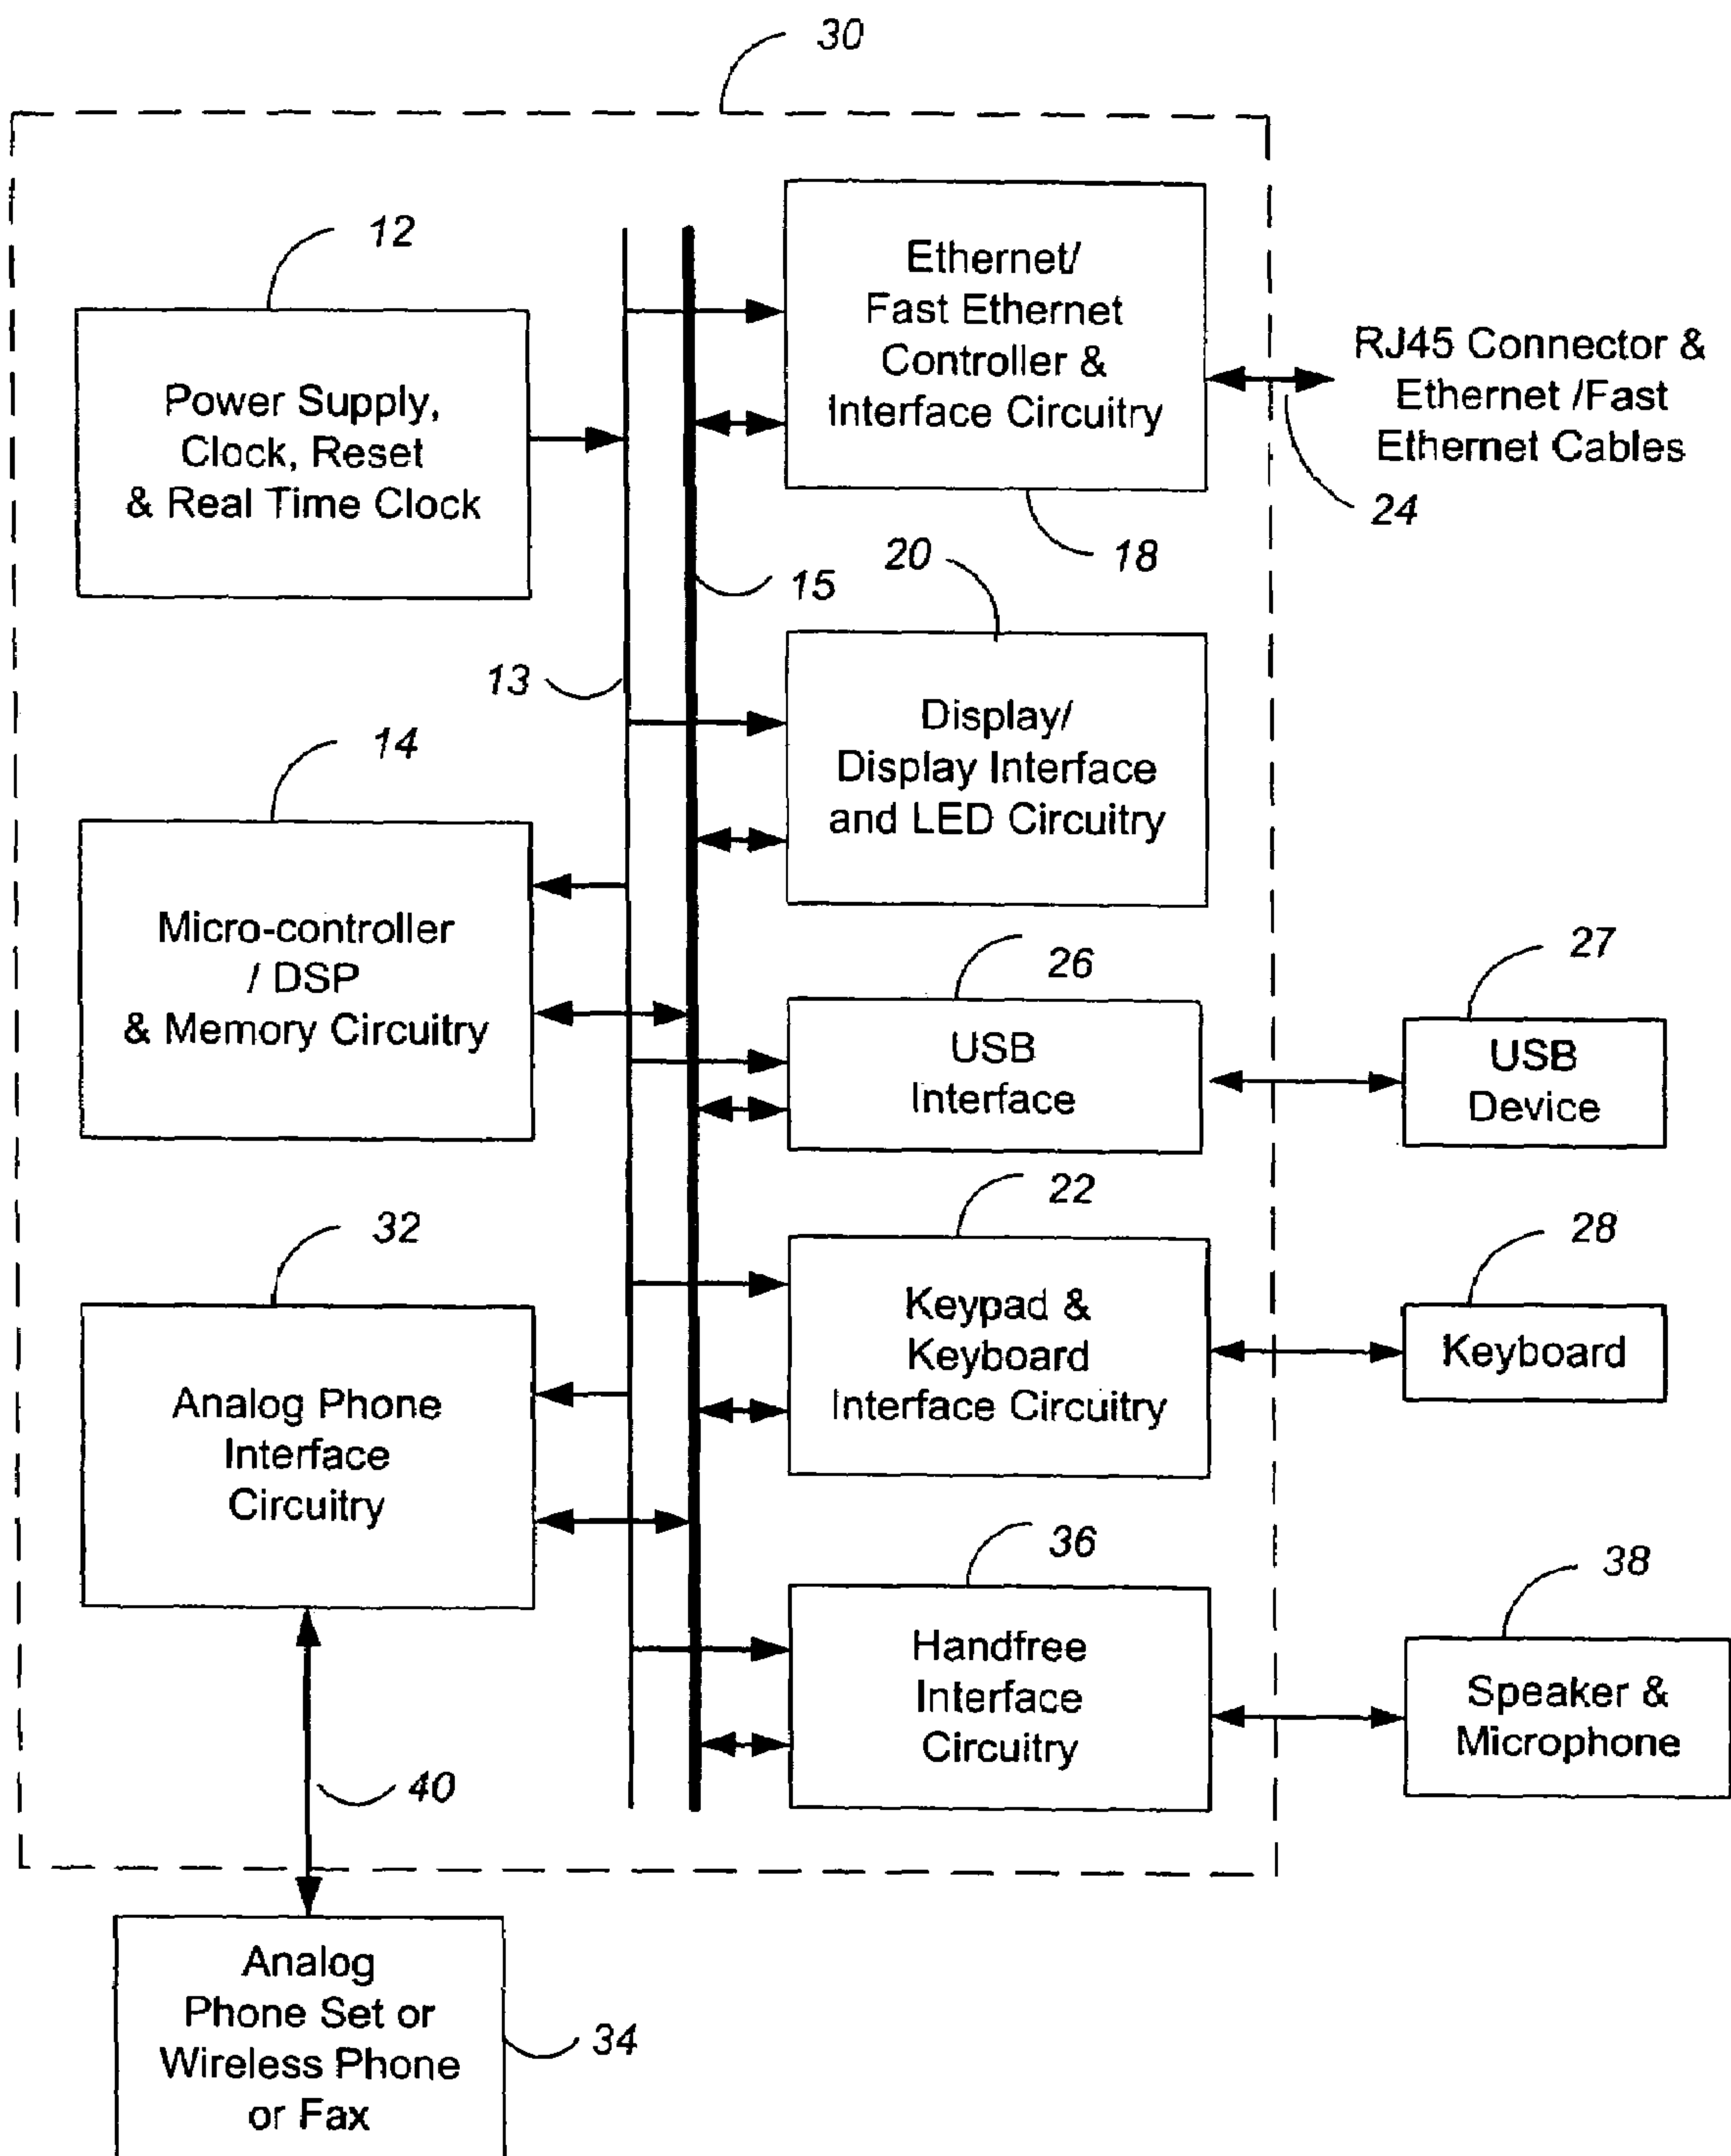 30
12
Power Supply,
Clock, Reset
& Real Time Clock
Ethernet/
Fast Ethernet
Controller &
Interface Circuitry
18
RJ45 Connector &
Ethernet /Fast
Ethernet Cables
24
15
13
20
Display/
Display Interface
and LED Circuitry
14
Micro-controller
/ DSP
& Memory Circuitry
26
USB
Interface
27
USB
Device
22
Keypad &
Keyboard
Interface Circuitry
28
Keyboard
32
Analog Phone
Interface
Circuitry
36
Handfree
Interface
Circuitry
38
Speaker &
Microphone
40
Analog
Phone Set or
Wireless Phone
or Fax
34